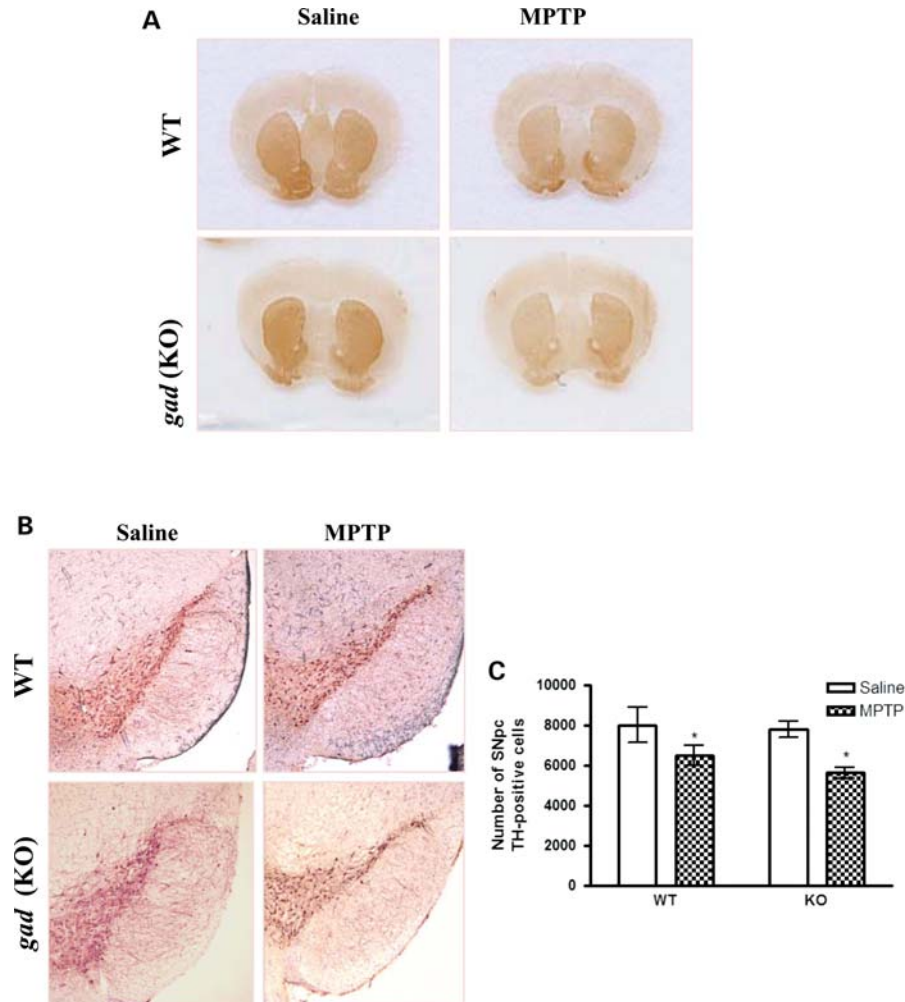 A
Saline
MPTP
WT
gad (KO)
B
Saline
MPTP
WT
gad (KO)
C
Number of SNpc
TH-positive cells
10000
8000
6000
4000
2000
0
Saline
MPTP
*
*
WT
KO